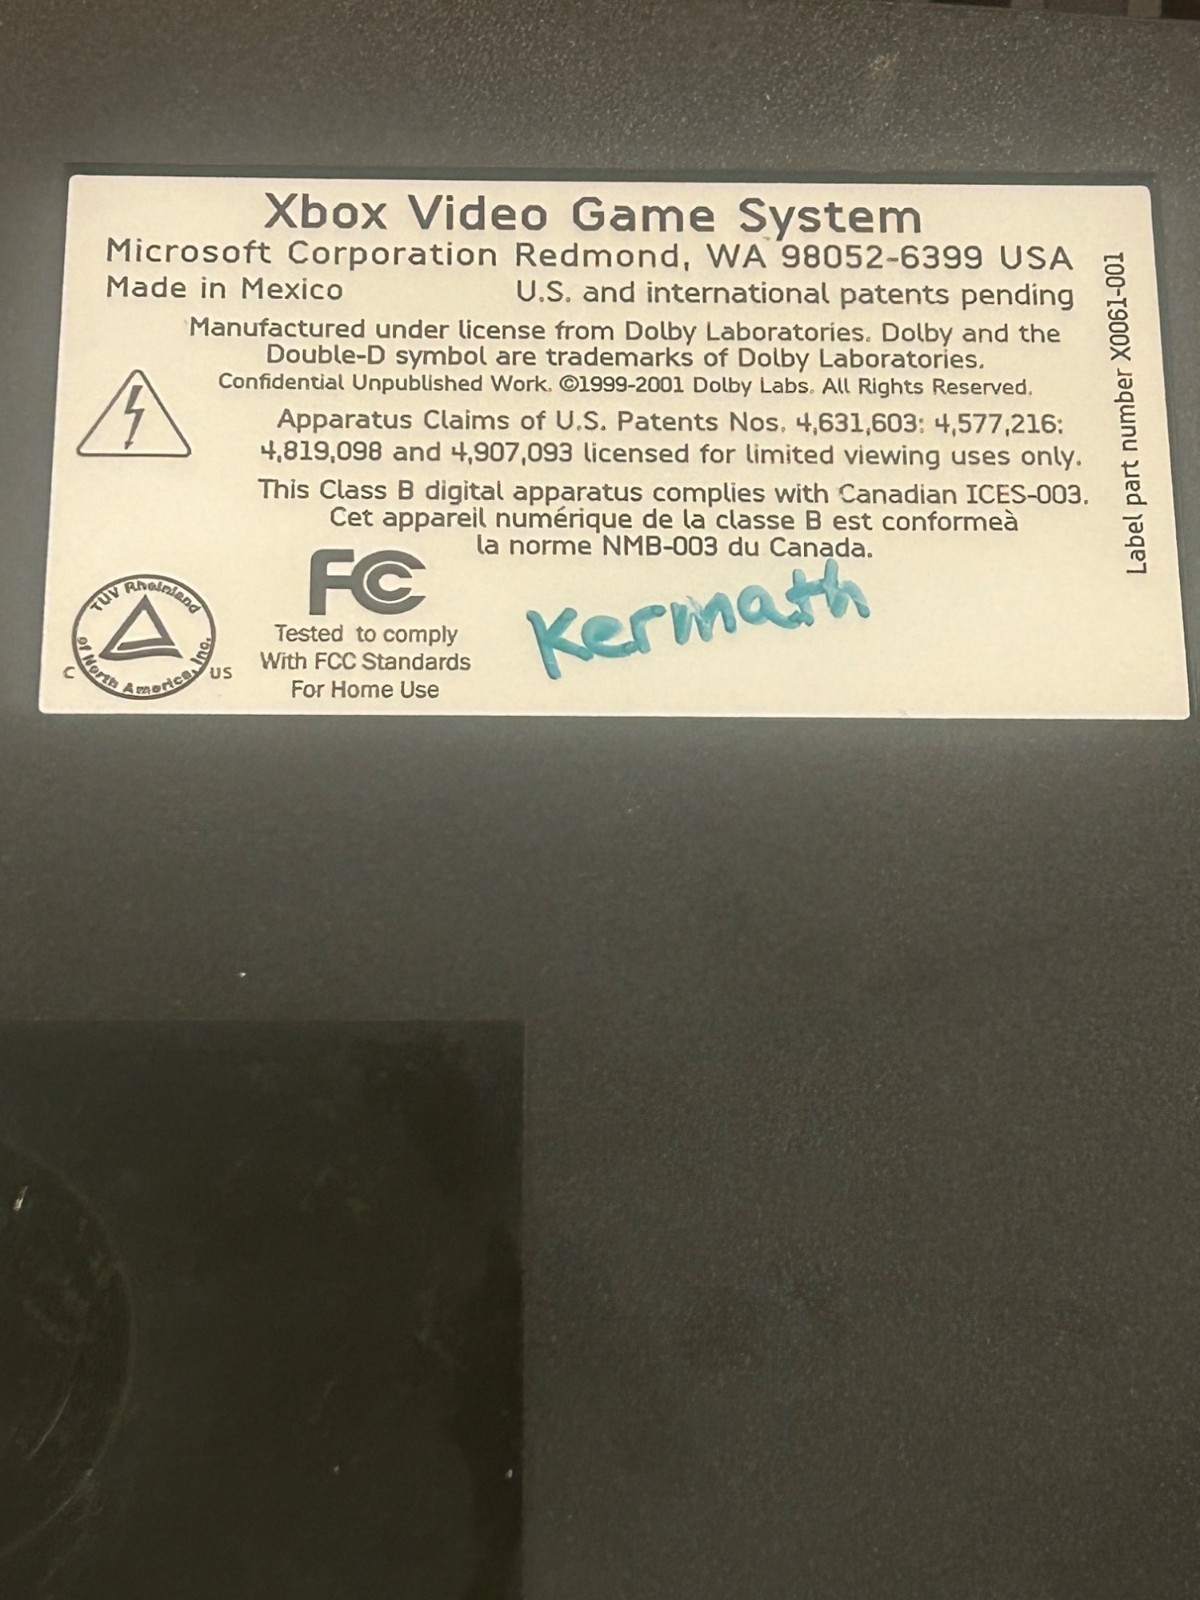 Xbox Video Game System
Microsoft Corporation Redmond, WA 98052-6399 USA
Made in Mexico U.S. and international patents pending
Manufactured under license from Dolby Laboratories. Dolby and the
Double-D symbol are trademarks of Dolby Laboratories.
Confidential Unpublished Work. ©1999-2001 Dolby Labs. All Rights Reserved.
Apparatus Claims of U.S. Patents Nos. 4,631,603: 4,577,216:
4,819,098 and 4,907,093 licensed for limited viewing uses only.
This Class B digital apparatus complies with Canadian ICES-003.
Cet appareil numérique de la classe B est conformeà
la norme NMB-003 du Canada.
FC
Tested to comply
With FCC Standards
For Home Use
TÜV Rheinland
of North America, Inc.
C US
Kermath
Label part number X0061-001